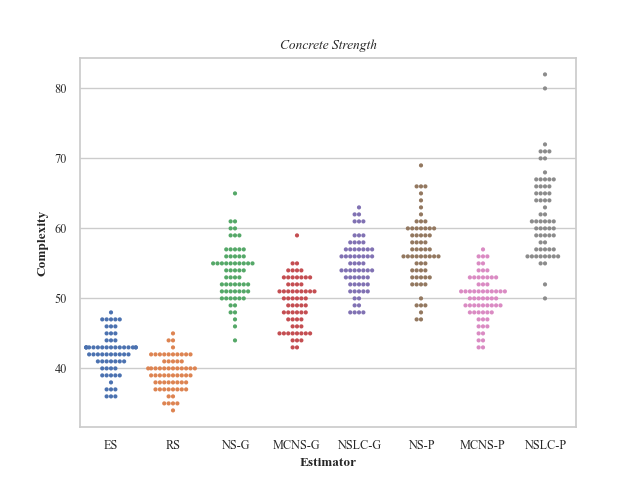 Concrete Strength
80
70
60
50
40
Complexity
ES RS NS-G MCNS-G NSLC-G NS-P MCNS-P NSLC-P
Estimator